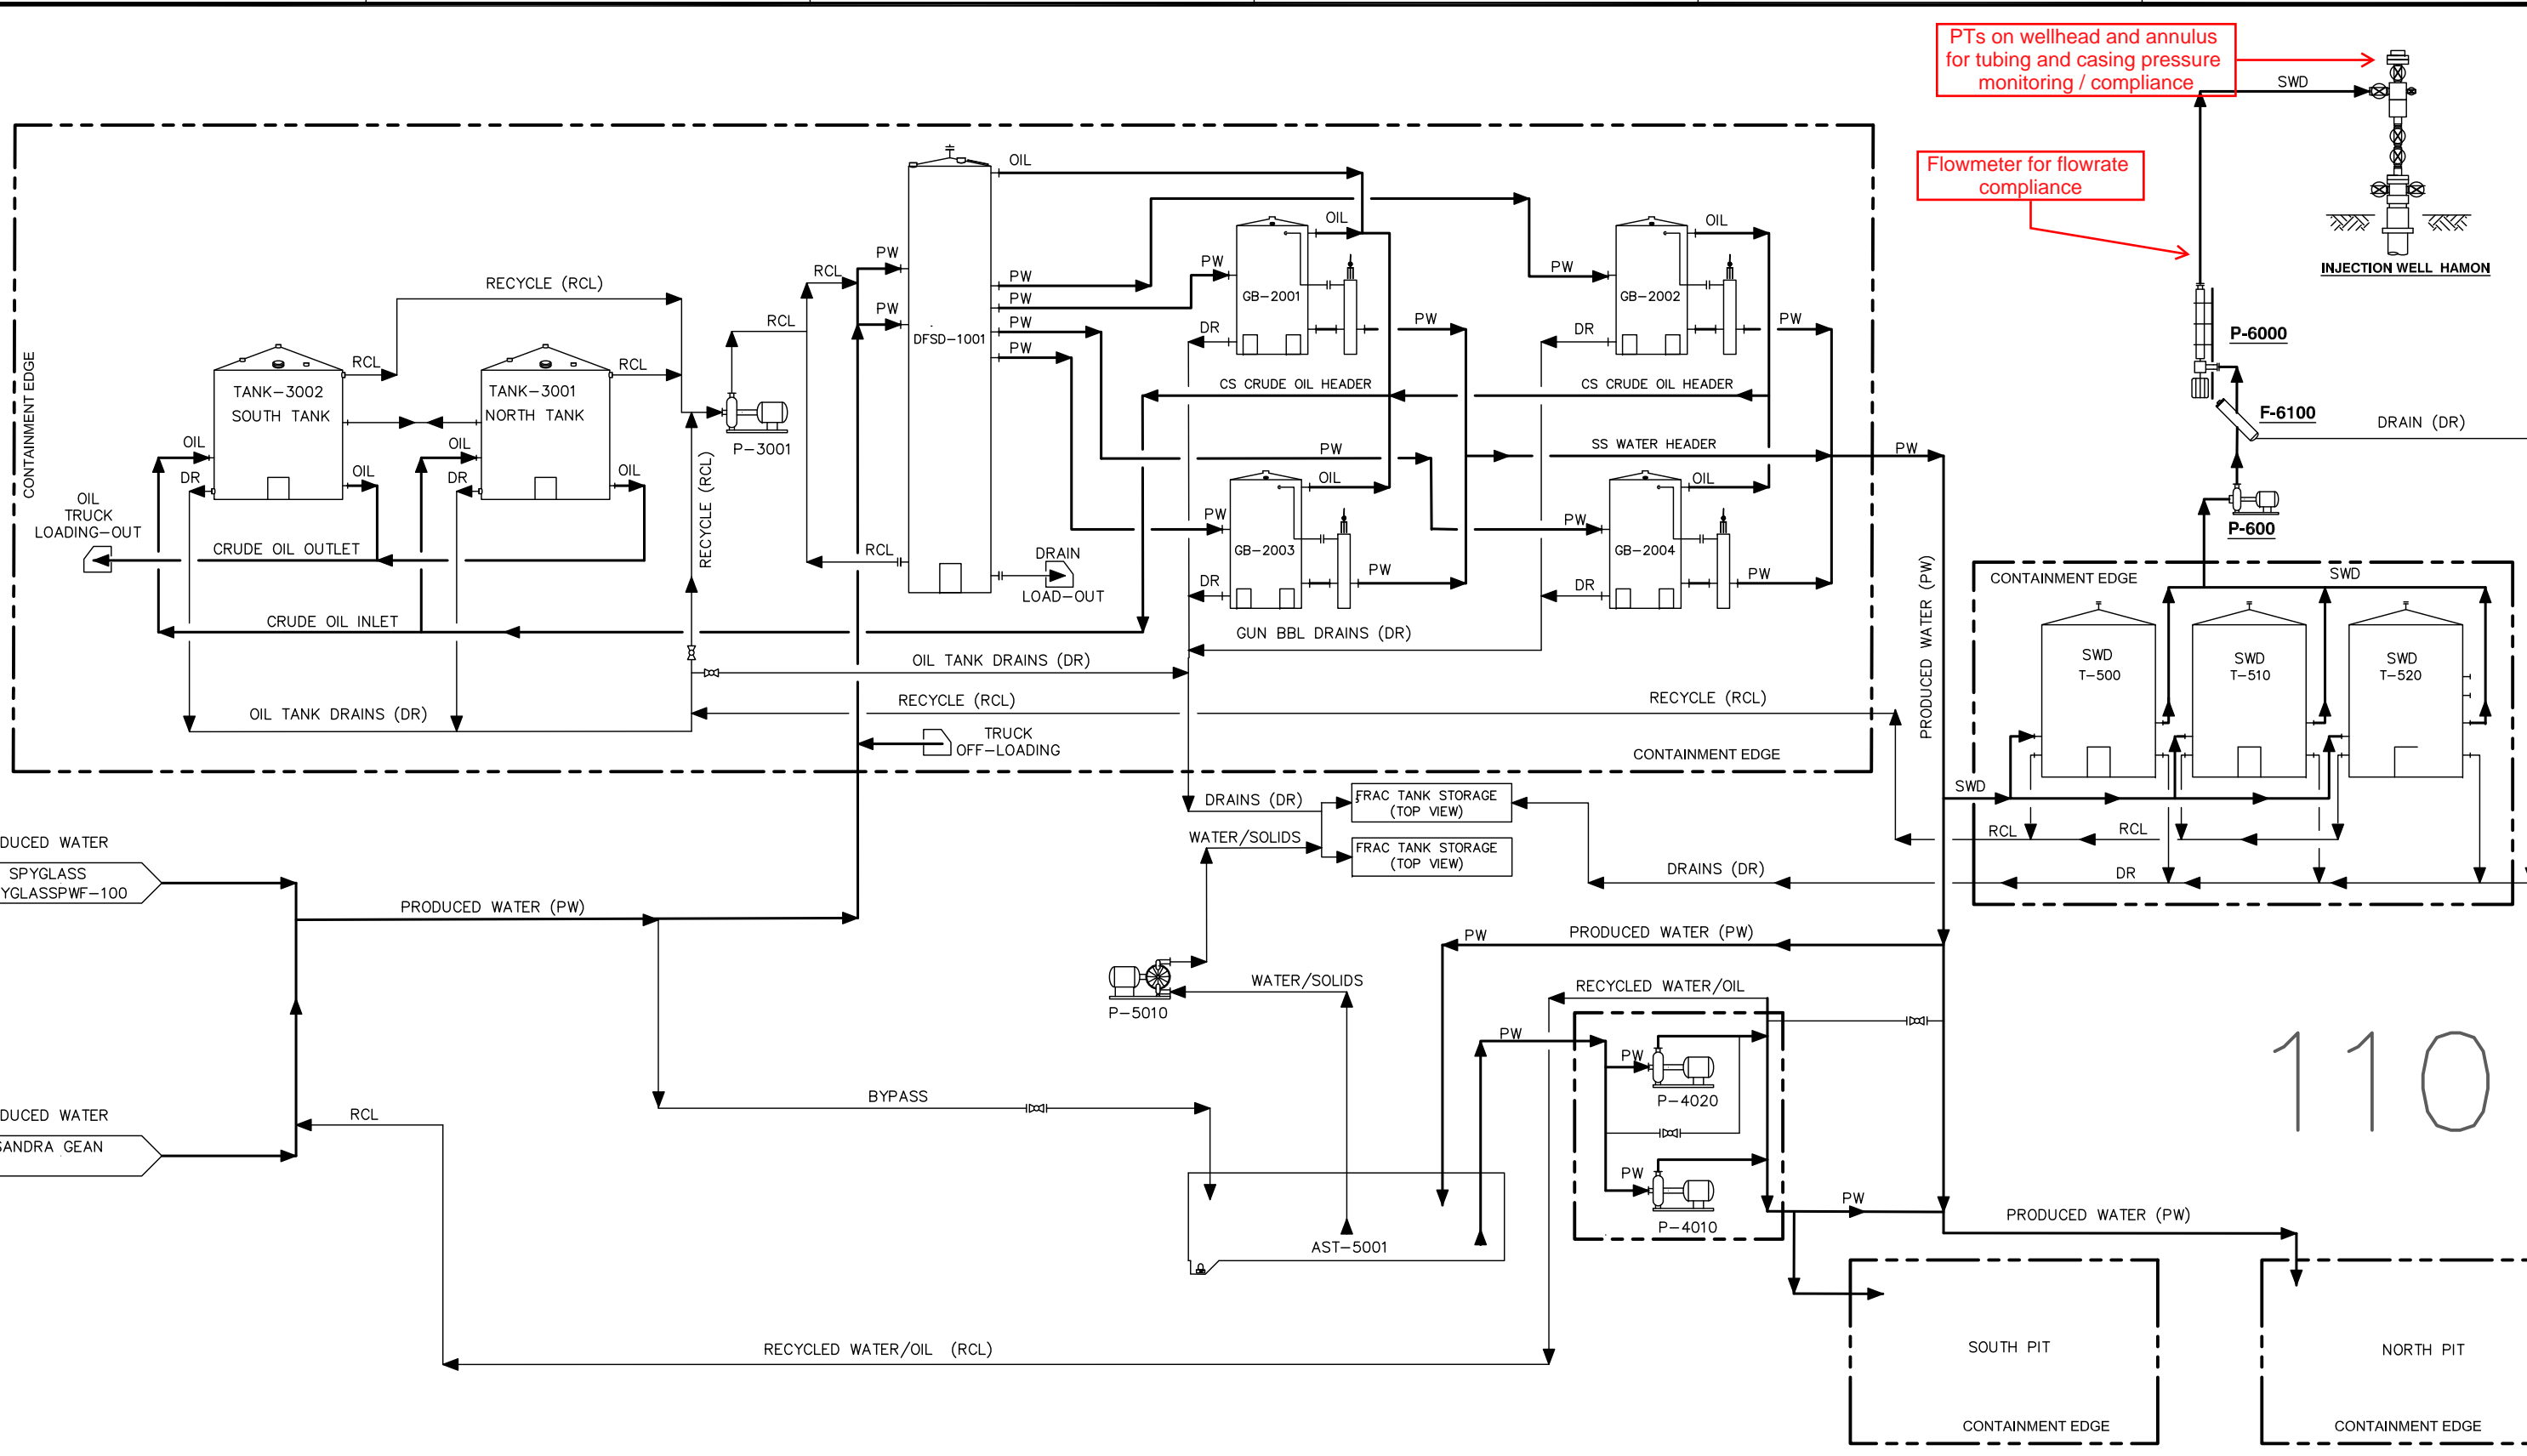 PTs on wellhead and annulus
for tubing and casing pressure
monitoring / compliance
SWD
Flowmeter for flowrate
compliance
INJECTION WELL HAMON
P-6000
F-6100
DRAIN (DR)
P-600
CONTAINMENT EDGE
RECYCLE (RCL)
RCL
RCL
TANK-3002
SOUTH TANK
TANK-3001
NORTH TANK
OIL
DR
OIL
OIL
DR
OIL
OIL
TRUCK
LOADING-OUT
CRUDE OIL OUTLET
CRUDE OIL INLET
OIL TANK DRAINS (DR)
RECYCLE (RCL)
P-3001
RCL
RCL
PW
PW
RCL
DFSD-1001
OIL
PW
PW
PW
PW
DRAIN
LOAD-OUT
PW
GB-2001
OIL
DR
PW
PW
GB-2002
OIL
DR
PW
CS CRUDE OIL HEADER
CS CRUDE OIL HEADER
SS WATER HEADER
PW
PW
PW
GB-2003
OIL
DR
PW
PW
GB-2004
OIL
DR
PW
GUN BBL DRAINS (DR)
OIL TANK DRAINS (DR)
RECYCLE (RCL)
RECYCLE (RCL)
TRUCK
OFF-LOADING
CONTAINMENT EDGE
PRODUCED WATER (PW)
CONTAINMENT EDGE
SWD
SWD
T-500
SWD
T-510
SWD
T-520
SWD
RCL
RCL
DR
DRAINS (DR)
FRAC TANK STORAGE
(TOP VIEW)
WATER/SOLIDS
FRAC TANK STORAGE
(TOP VIEW)
DRAINS (DR)
DUCED WATER
SPYGLASS
YGLASSPWF-100
PRODUCED WATER (PW)
PW
PRODUCED WATER (PW)
WATER/SOLIDS
P-5010
RECYCLED WATER/OIL
PW
PW
P-4020
PW
P-4010
PW
110
BYPASS
DUCED WATER
SANDRA GEAN
RCL
AST-5001
PRODUCED WATER (PW)
RECYCLED WATER/OIL (RCL)
SOUTH PIT
CONTAINMENT EDGE
NORTH PIT
CONTAINMENT EDGE